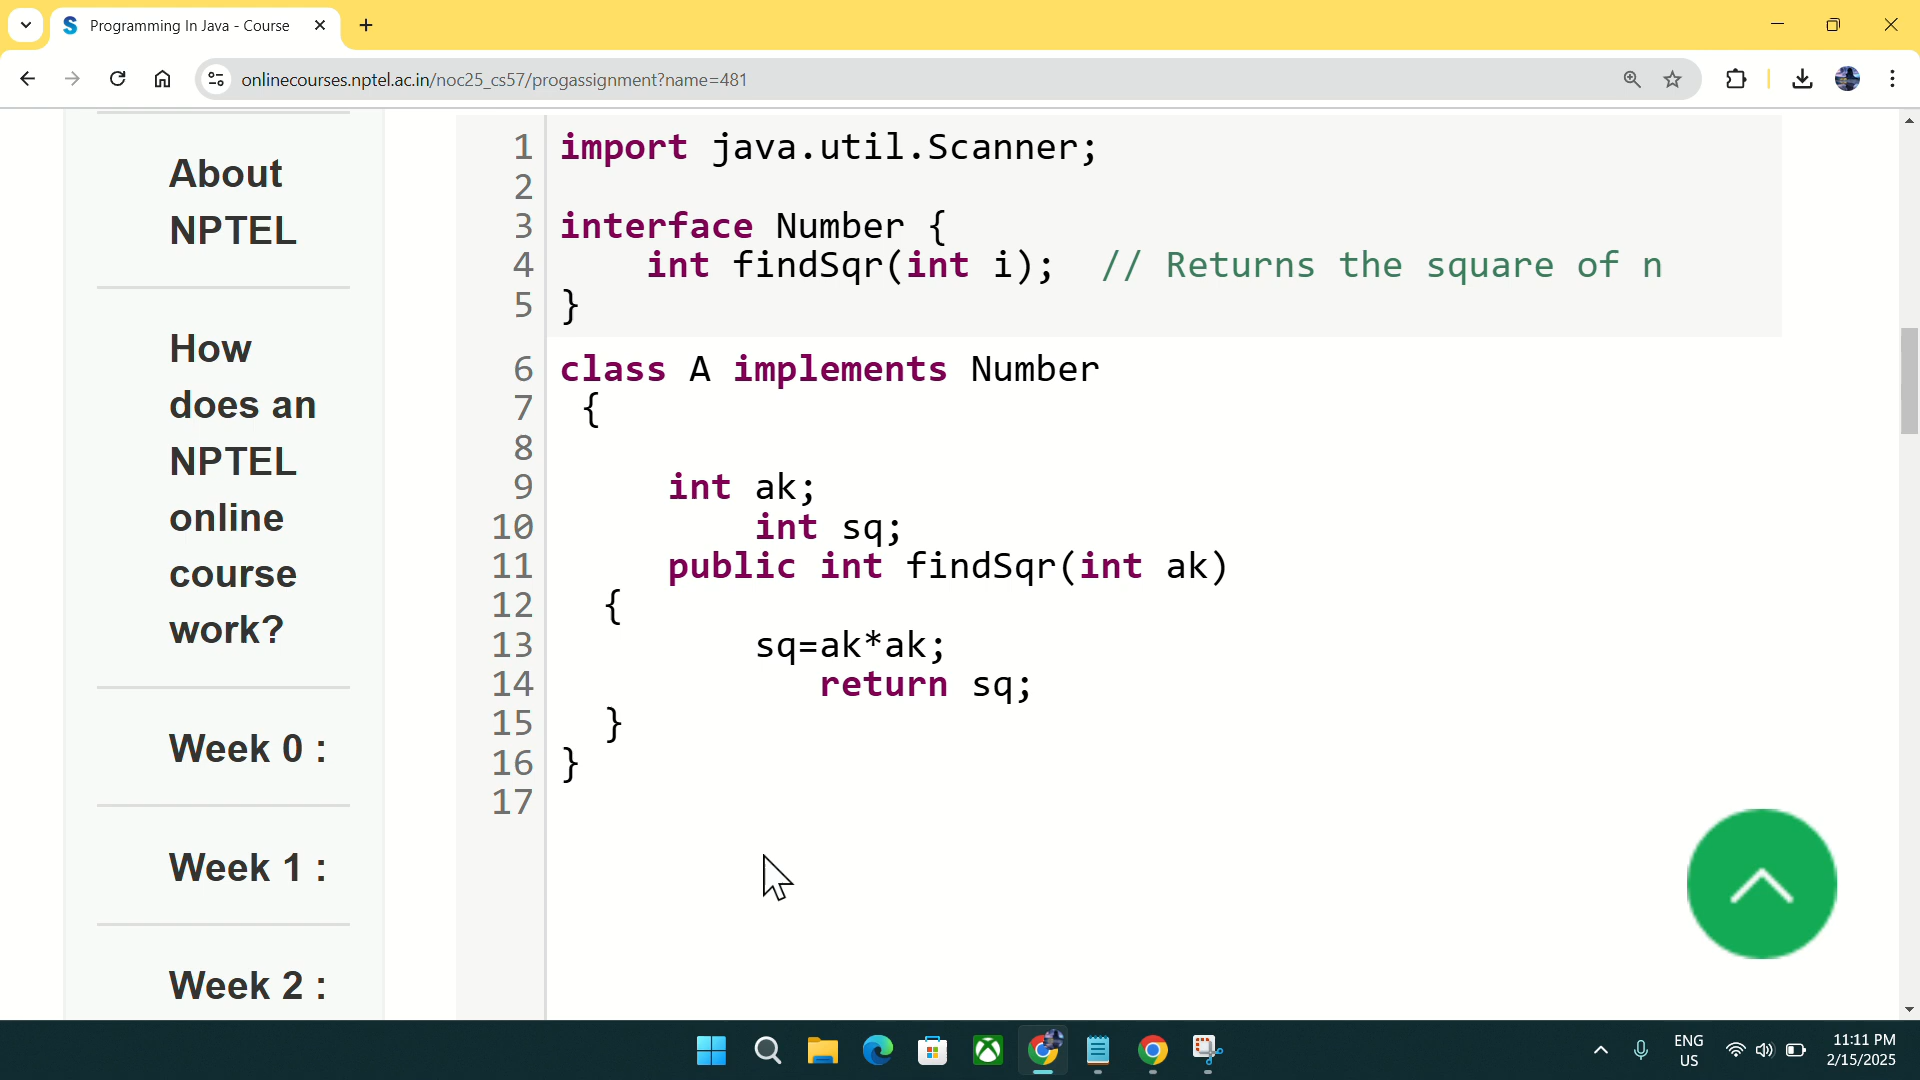 Programming In Java - Course
onlinecourses.nptel.ac.in/noc25_cs57/progassignment?name=481
About
NPTEL
How
does an
NPTEL
online
course
work?
Week 0 :
Week 1 :
Week 2 :
1 import java.util.Scanner;
2
3 interface Number {
4 int findSqr(int i); // Returns the square of n
5 }
6 class A implements Number
7 {
8
9 int ak;
10 int sq;
11 public int findSqr(int ak)
12 {
13 sq=ak*ak;
14 return sq;
15 }
16 }
17
ENG
US
11:11 PM
2/15/2025